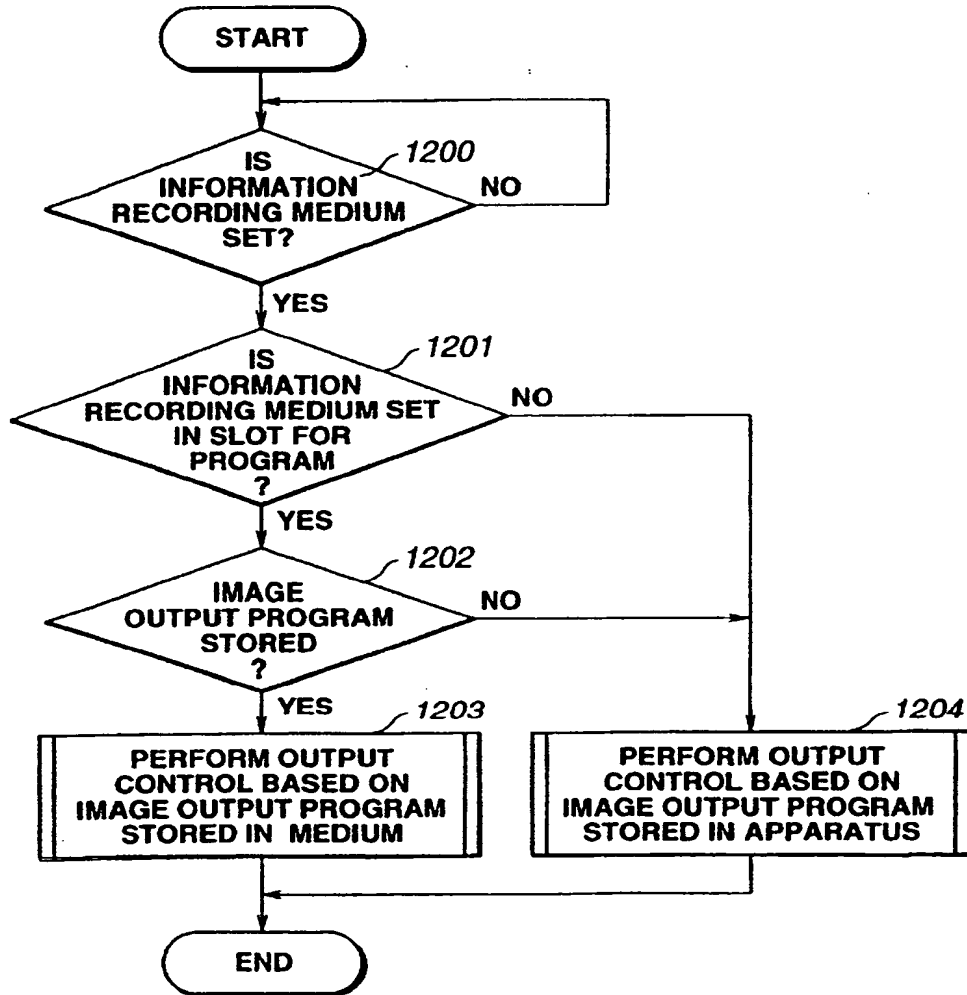 START
1200
IS
INFORMATION
RECORDING MEDIUM
SET?
NO
YES
1201
IS
INFORMATION
RECORDING MEDIUM SET
IN SLOT FOR
PROGRAM
?
NO
YES
1202
IMAGE
OUTPUT PROGRAM
STORED
?
NO
YES
1203
PERFORM OUTPUT
CONTROL BASED ON
IMAGE OUTPUT PROGRAM
STORED IN MEDIUM
1204
PERFORM OUTPUT
CONTROL BASED ON
IMAGE OUTPUT PROGRAM
STORED IN APPARATUS
END